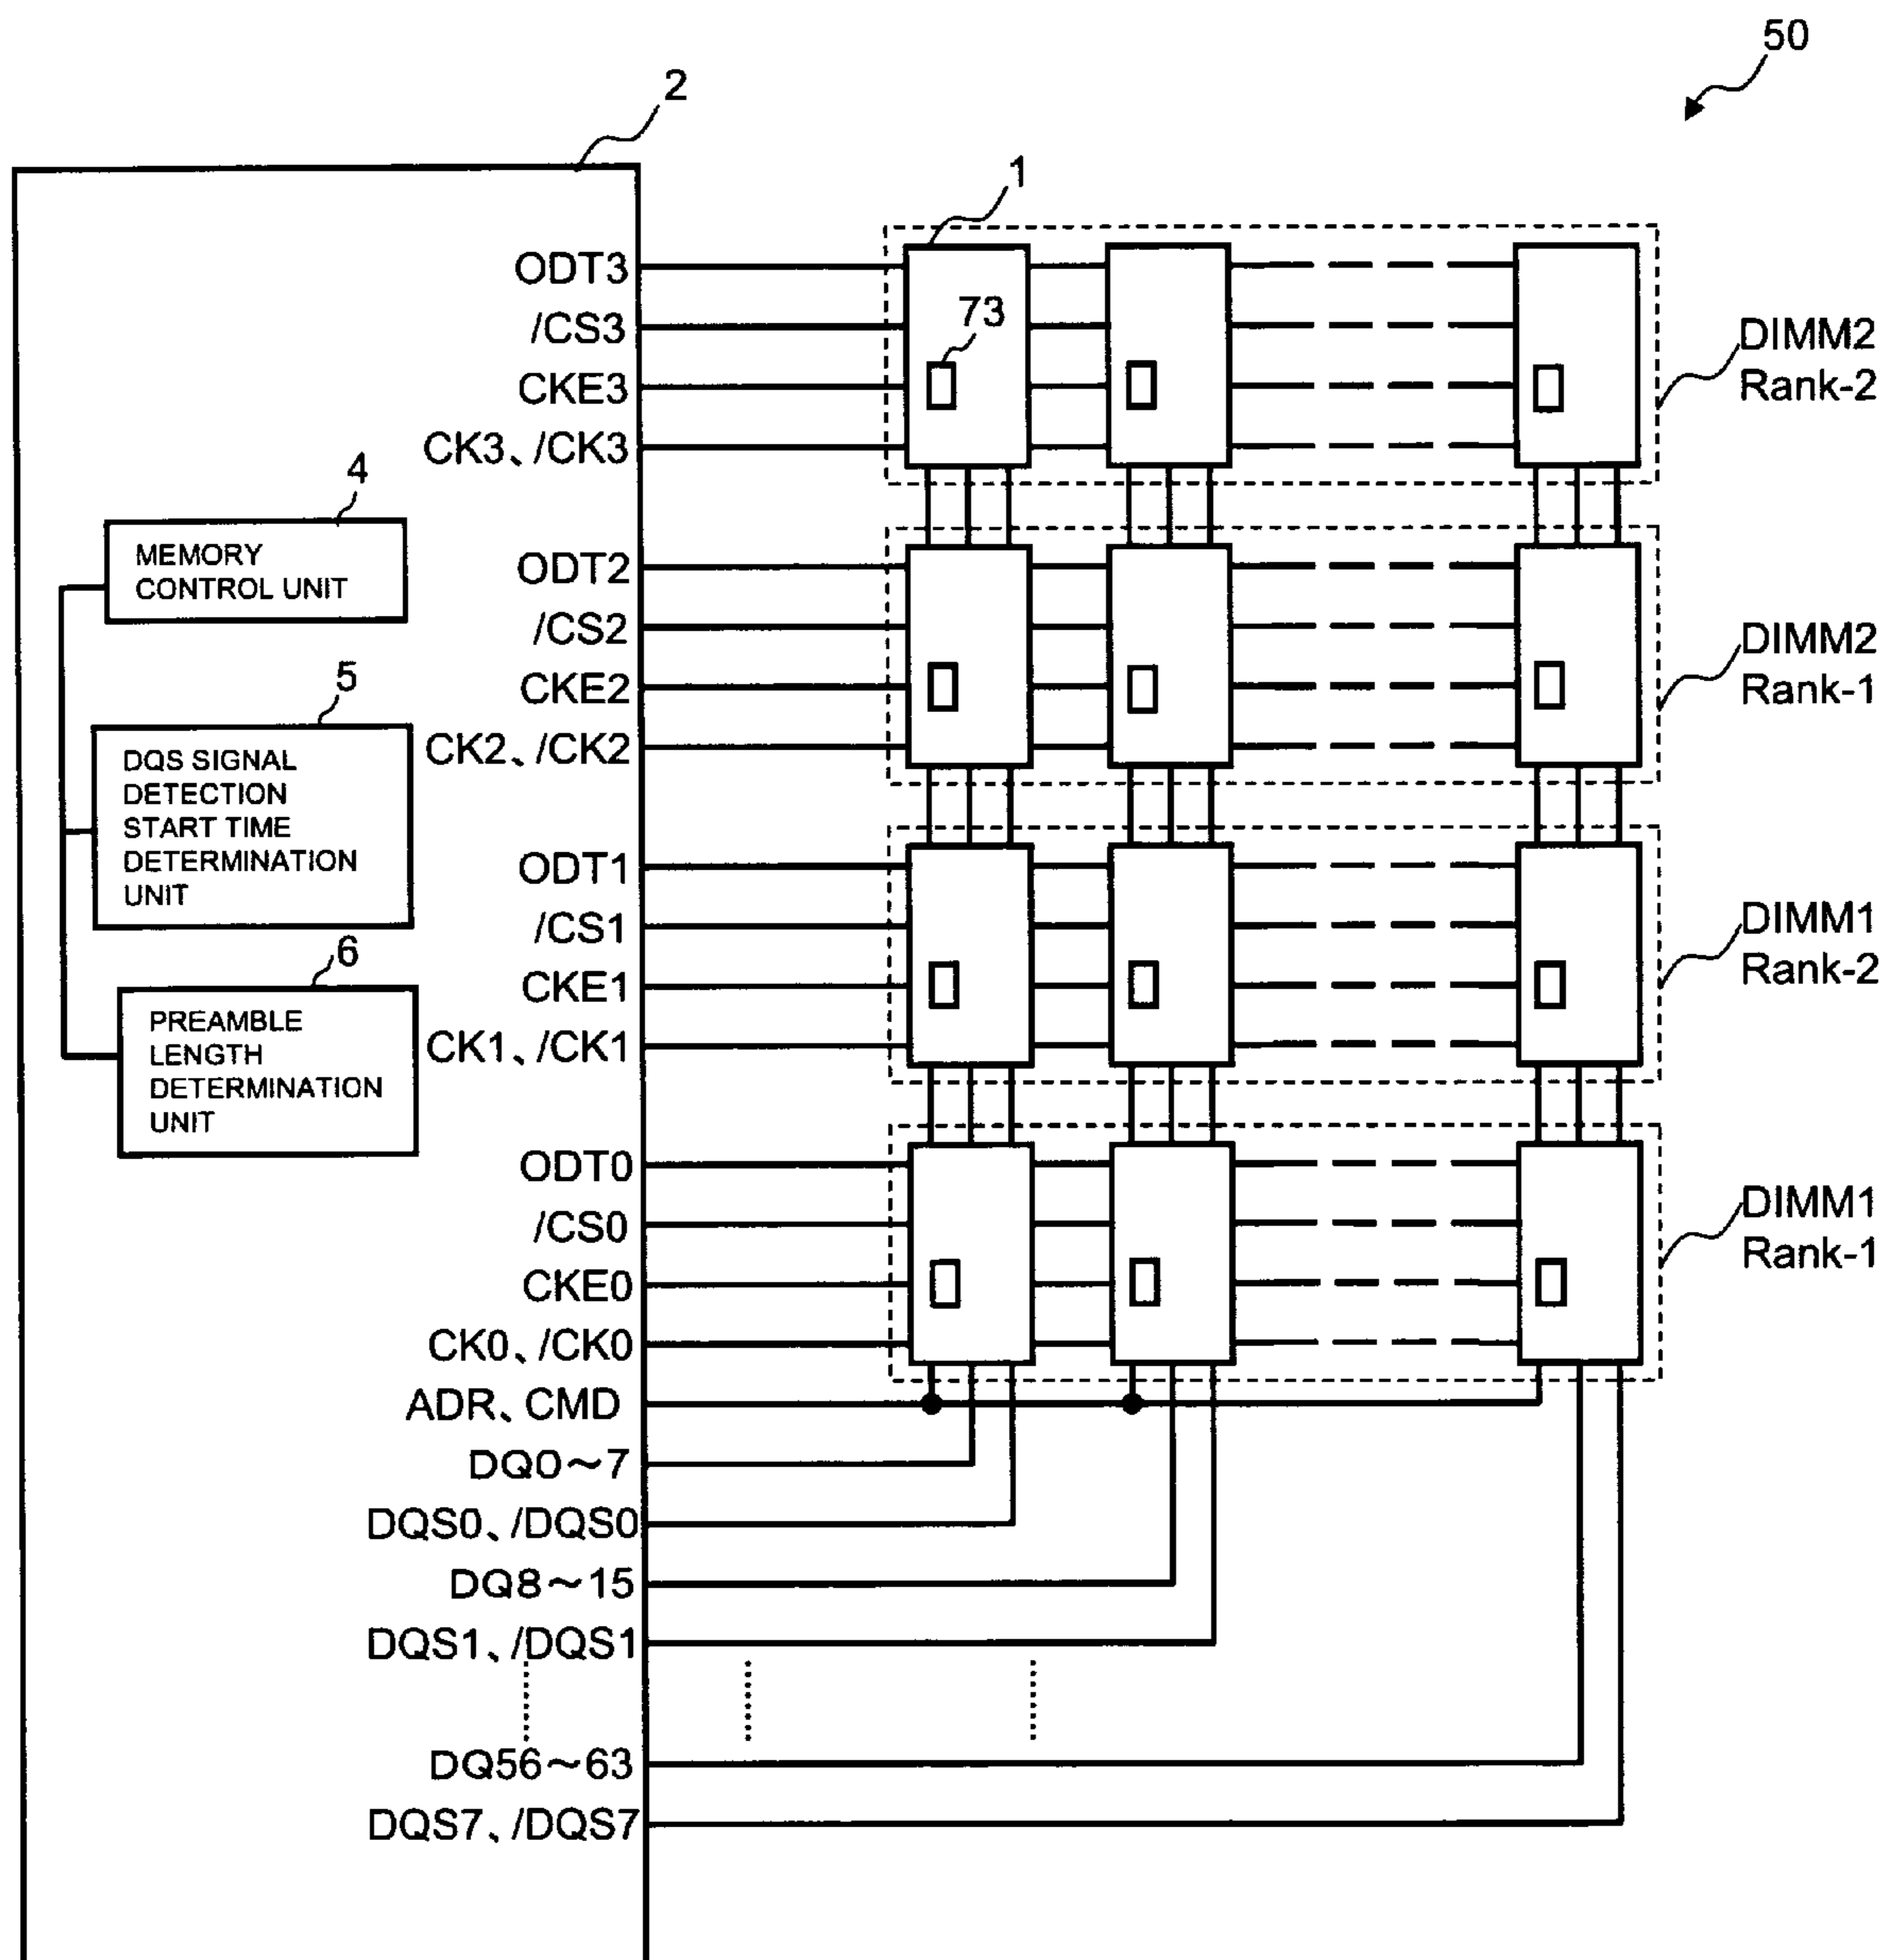 50
2
1
ODT3
/CS3
73
CKE3
CK3、/CK3
DIMM2
Rank-2
4
MEMORY
CONTROL UNIT
ODT2
/CS2
CKE2
CK2、/CK2
DIMM2
Rank-1
5
DQS SIGNAL
DETECTION
START TIME
DETERMINATION
UNIT
ODT1
/CS1
CKE1
CK1、/CK1
DIMM1
Rank-2
6
PREAMBLE
LENGTH
DETERMINATION
UNIT
ODT0
/CS0
CKE0
CK0、/CK0
DIMM1
Rank-1
ADR、CMD
DQ0～7
DQS0、/DQS0
DQ8～15
DQS1、/DQS1
DQ56～63
DQS7、/DQS7